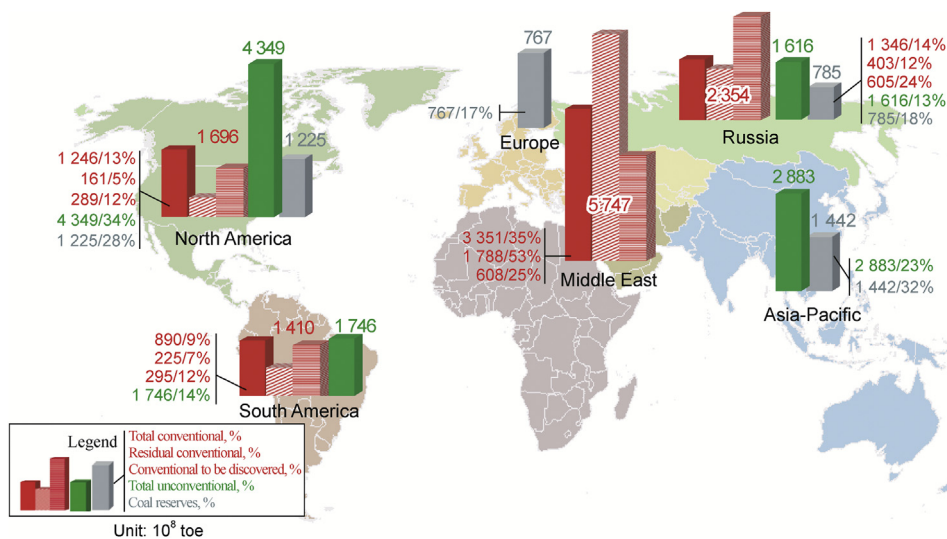 4 349
1 696
1 225
1 246/13%
161/5%
289/12%
4 349/34%
1 225/28%
North America
767
767/17%
Europe
5 747
3 351/35%
1 788/53%
608/25%
Middle East
2 354
1 616
785
1 346/14%
403/12%
605/24%
1 616/13%
785/18%
Russia
2 883
1 442
2 883/23%
1 442/32%
Asia-Pacific
1 410
1 746
890/9%
225/7%
295/12%
1 746/14%
South America
Legend
Total conventional, %
Residual conventional, %
Conventional to be discovered, %
Total unconventional, %
Coal reserves, %
Unit: 10⁸ toe